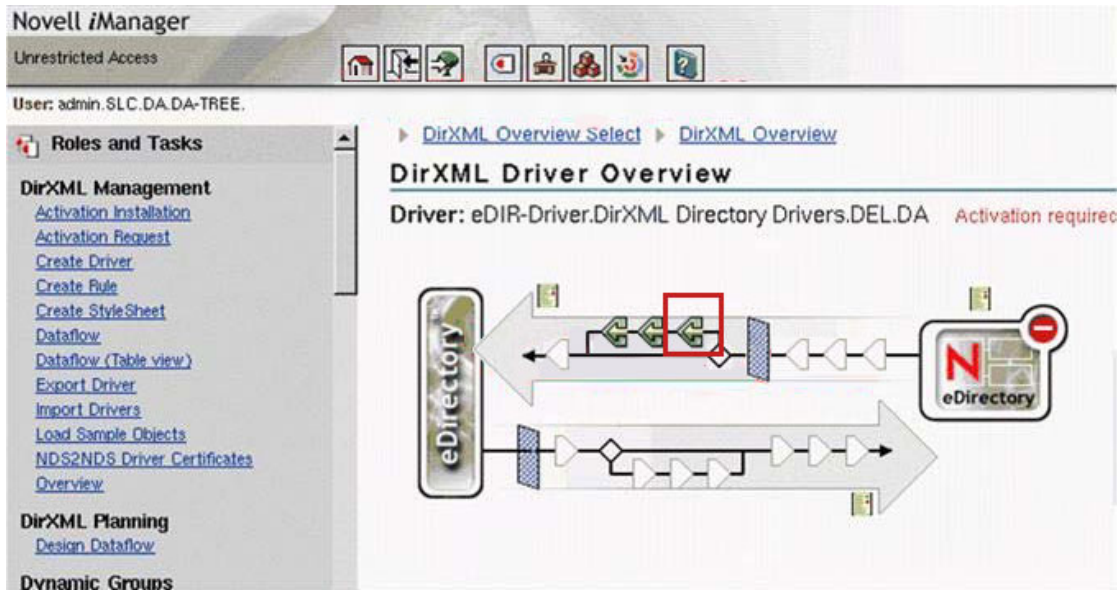 Novell iManager
Unrestricted Access
User: admin.SLC.DA.DA-TREE.
Roles and Tasks
DirXML Management
Activation Installation
Activation Request
Create Driver
Create Rule
Create StyleSheet
Dataflow
Dataflow (Table view)
Export Driver
Import Drivers
Load Sample Objects
NDS2NDS Driver Certificates
Overview
DirXML Planning
Design Dataflow
Dynamic Groups
DirXML Overview Select DirXML Overview
DirXML Driver Overview
Driver: eDIR-Driver.DirXML Directory Drivers.DEL.DA Activation required
eDirectory
N
eDirectory